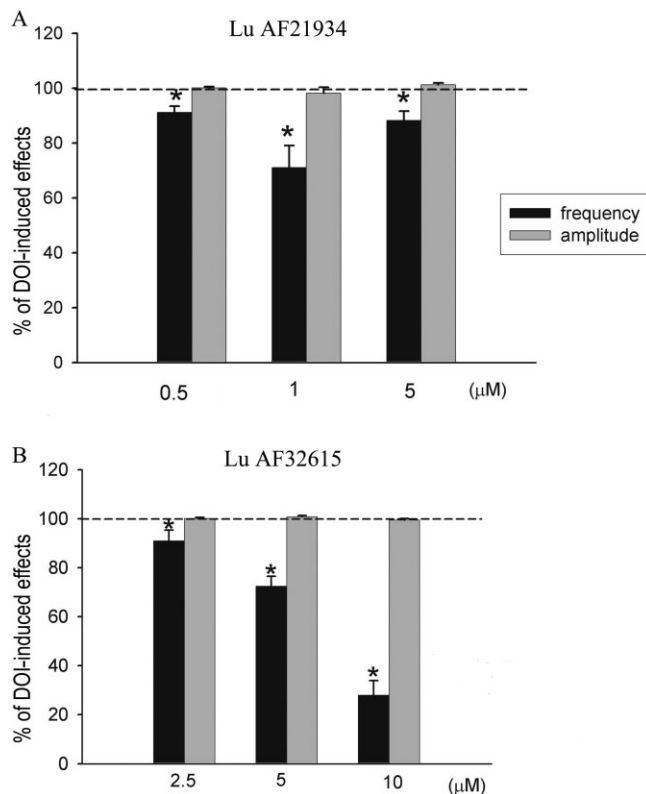 A
Lu AF21934
120
100
80
60
40
20
0
% of DOI-induced effects
* * *
0.5 1 5 (μM)
frequency
amplitude
B
Lu AF32615
120
100
80
60
40
20
0
% of DOI-induced effects
* * *
2.5 5 10 (μM)